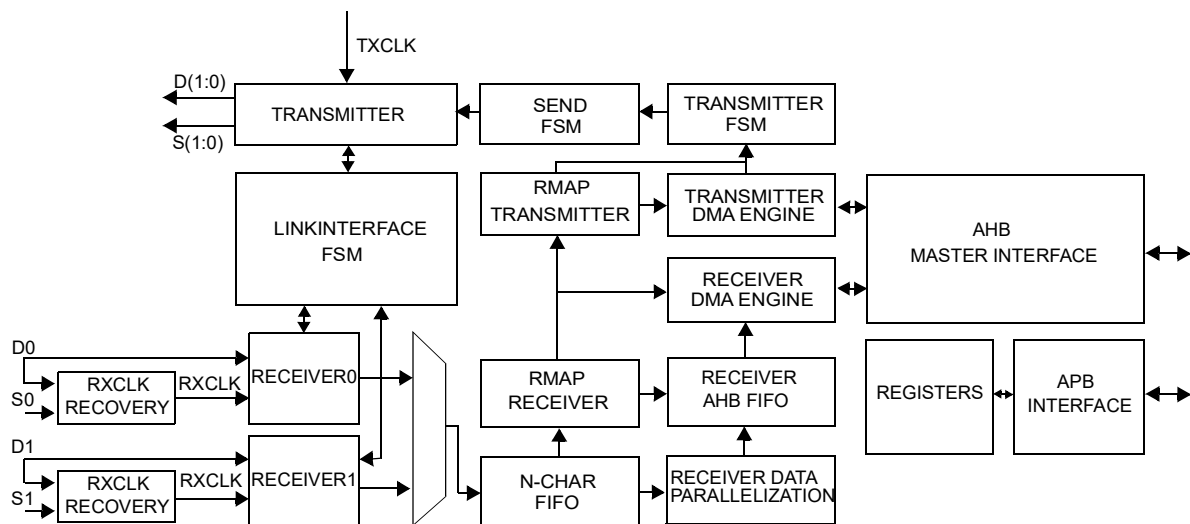 TXCLK
D(1:0)
S(1:0)
TRANSMITTER
SEND
FSM
TRANSMITTER
FSM
LINKINTERFACE
FSM
RMAP
TRANSMITTER
TRANSMITTER
DMA ENGINE
AHB
MASTER INTERFACE
RECEIVER
DMA ENGINE
D0
S0
RXCLK
RECOVERY
RXCLK
RECEIVER0
RMAP
RECEIVER
RECEIVER
AHB FIFO
REGISTERS
APB
INTERFACE
D1
S1
RXCLK
RECOVERY
RXCLK
RECEIVER1
N-CHAR
FIFO
RECEIVER DATA
PARALLELIZATION